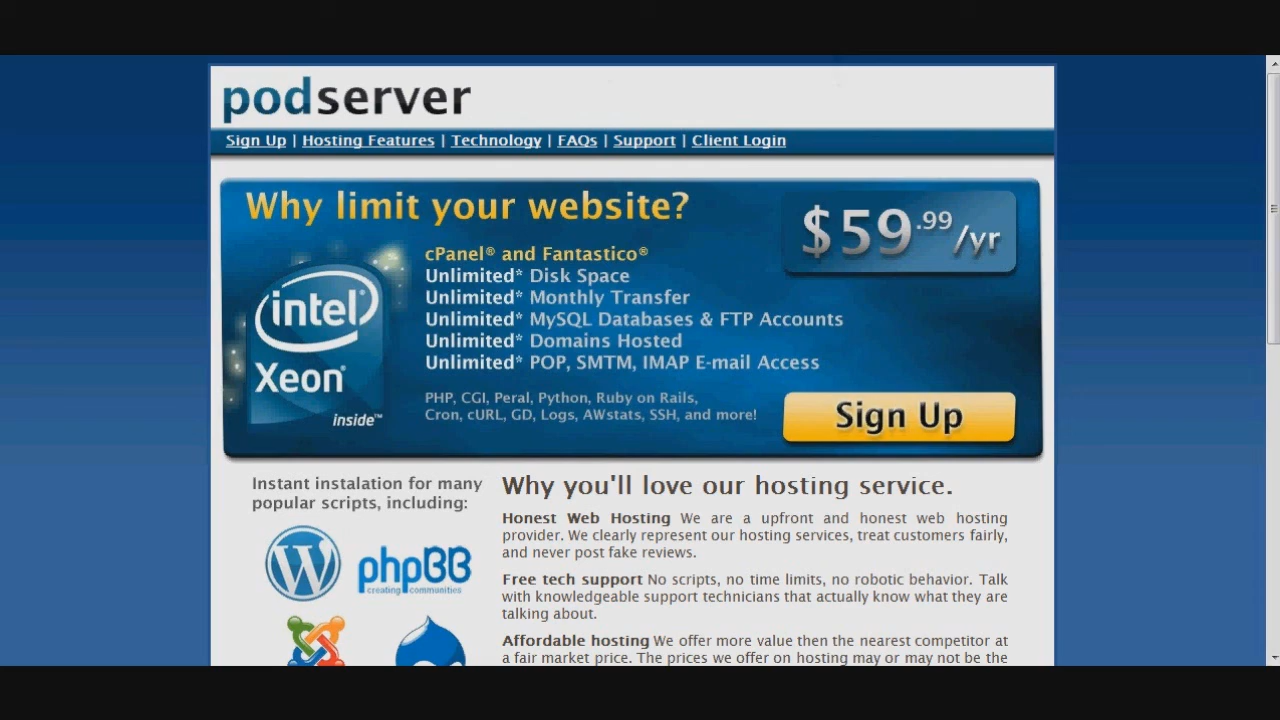 podserver
Sign Up | Hosting Features | Technology | FAQs | Support | Client Login
Why limit your website?
$59.99/yr
cPanel® and Fantastico®
Unlimited* Disk Space
Unlimited* Monthly Transfer
Unlimited* MySQL Databases & FTP Accounts
Unlimited* Domains Hosted
Unlimited* POP, SMTM, IMAP E-mail Access
intel®
Xeon®
inside™
PHP, CGI, Peral, Python, Ruby on Rails,
Cron, cURL, GD, Logs, AWstats, SSH, and more!
Sign Up
Instant instalation for many
popular scripts, including:
W
phpBB
creating communities
Why you'll love our hosting service.
Honest Web Hosting We are a upfront and honest web hosting
provider. We clearly represent our hosting services, treat customers fairly,
and never post fake reviews.
Free tech support No scripts, no time limits, no robotic behavior. Talk
with knowledgeable support technicians that actually know what they are
talking about.
Affordable hosting We offer more value then the nearest competitor at
a fair market price. The prices we offer on hosting may or may not be the